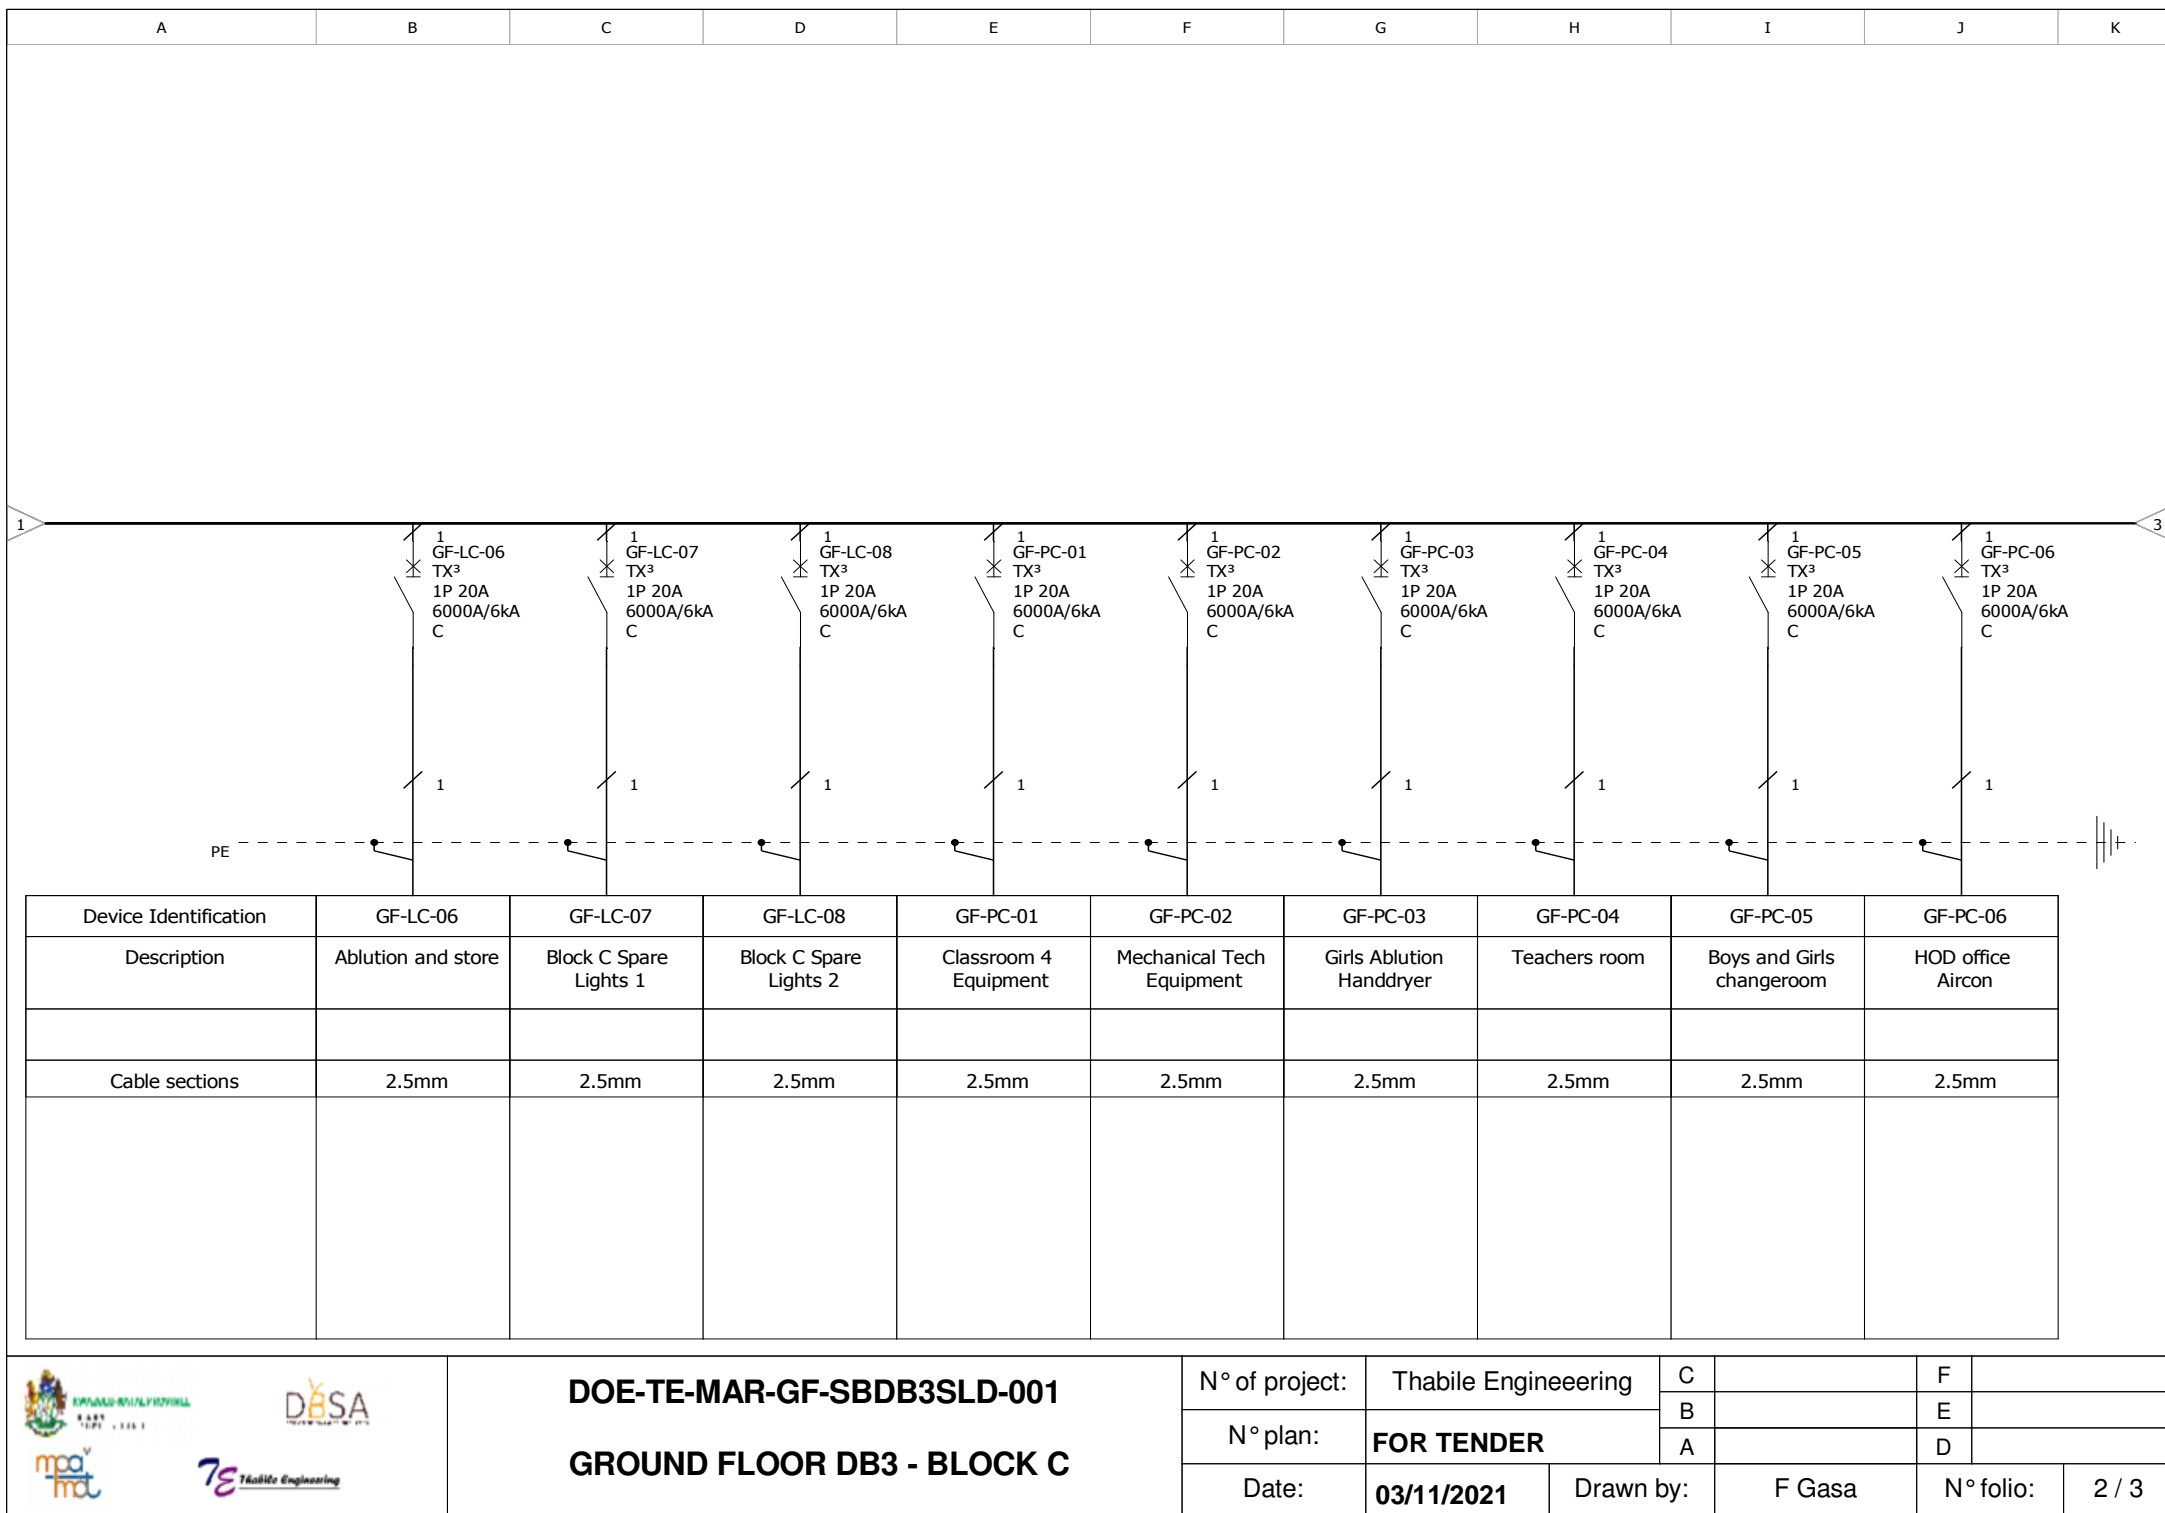 A B C D E F G H I J K
1 3
1 1 1 1 1 1 1 1 1
GF-LC-06 GF-LC-07 GF-LC-08 GF-PC-01 GF-PC-02 GF-PC-03 GF-PC-04 GF-PC-05 GF-PC-06
TX³ TX³ TX³ TX³ TX³ TX³ TX³ TX³ TX³
1P 20A 1P 20A 1P 20A 1P 20A 1P 20A 1P 20A 1P 20A 1P 20A 1P 20A
6000A/6kA 6000A/6kA 6000A/6kA 6000A/6kA 6000A/6kA 6000A/6kA 6000A/6kA 6000A/6kA 6000A/6kA
C C C C C C C C C
1 1 1 1 1 1 1 1 1
PE
Device Identification GF-LC-06 GF-LC-07 GF-LC-08 GF-PC-01 GF-PC-02 GF-PC-03 GF-PC-04 GF-PC-05 GF-PC-06
Description Ablution and store Block C Spare Block C Spare Classroom 4 Mechanical Tech Girls Ablution Teachers room Boys and Girls HOD office
Lights 1 Lights 2 Equipment Equipment Handdryer changeroom Aircon
Cable sections 2.5mm 2.5mm 2.5mm 2.5mm 2.5mm 2.5mm 2.5mm 2.5mm 2.5mm
DBSA
mpa
mot
TE Thabile Engineering
DOE-TE-MAR-GF-SBDB3SLD-001
GROUND FLOOR DB3 - BLOCK C
N° of project: Thabile Engineeering C F
B E
N° plan: FOR TENDER A D
Date: 03/11/2021 Drawn by: F Gasa N° folio: 2 / 3